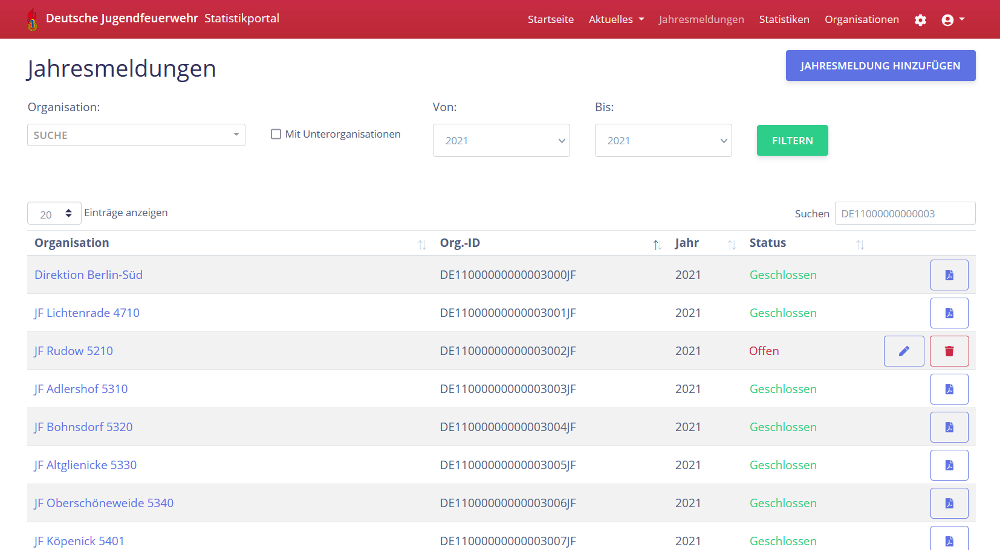 Deutsche Jugendfeuerwehr Statistikportal
Startseite Aktuelles Jahresmeldungen Statistiken Organisationen
Jahresmeldungen
JAHRESMELDUNG HINZUFÜGEN
Organisation: Von: Bis:
SUCHE Mit Unterorganisationen 2021 2021 FILTERN
20 Einträge anzeigen Suchen DE11000000000003
Organisation Org.-ID Jahr Status
Direktion Berlin-Süd DE11000000000003000JF 2021 Geschlossen
JF Lichtenrade 4710 DE11000000000003001JF 2021 Geschlossen
JF Rudow 5210 DE11000000000003002JF 2021 Offen
JF Adlershof 5310 DE11000000000003003JF 2021 Geschlossen
JF Bohnsdorf 5320 DE11000000000003004JF 2021 Geschlossen
JF Altglienicke 5330 DE11000000000003005JF 2021 Geschlossen
JF Oberschöneweide 5340 DE11000000000003006JF 2021 Geschlossen
JF Köpenick 5401 DE11000000000003007JF 2021 Geschlossen